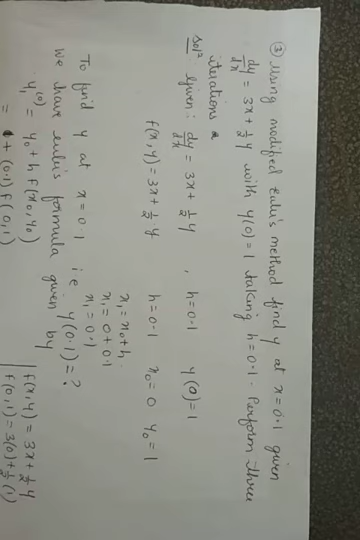 ③ Using modified Euler's method find y at x = 0.1 given
dy/dx = 3x + 1/2 y with y(0) = 1 taking h = 0.1. Perform three
iterations
solⁿ Given: dy/dx = 3x + 1/2 y , h = 0.1 y(0) = 1
f(x,y) = 3x + 1/2 y h = 0.1 x₀ = 0 y₀ = 1
x₁ = x₀ + h
x₁ = 0 + 0.1
x₁ = 0.1
To find y at x = 0.1 i.e y(0.1) = ?
we have euler's formula given by
y₁⁽⁰⁾ = y₀ + h f(x₀, y₀) | f(x,y) = 3x + 1/2 y
= 1 + (0.1) f(0,1) | f(0,1) = 3(0) + 1/2 (1)